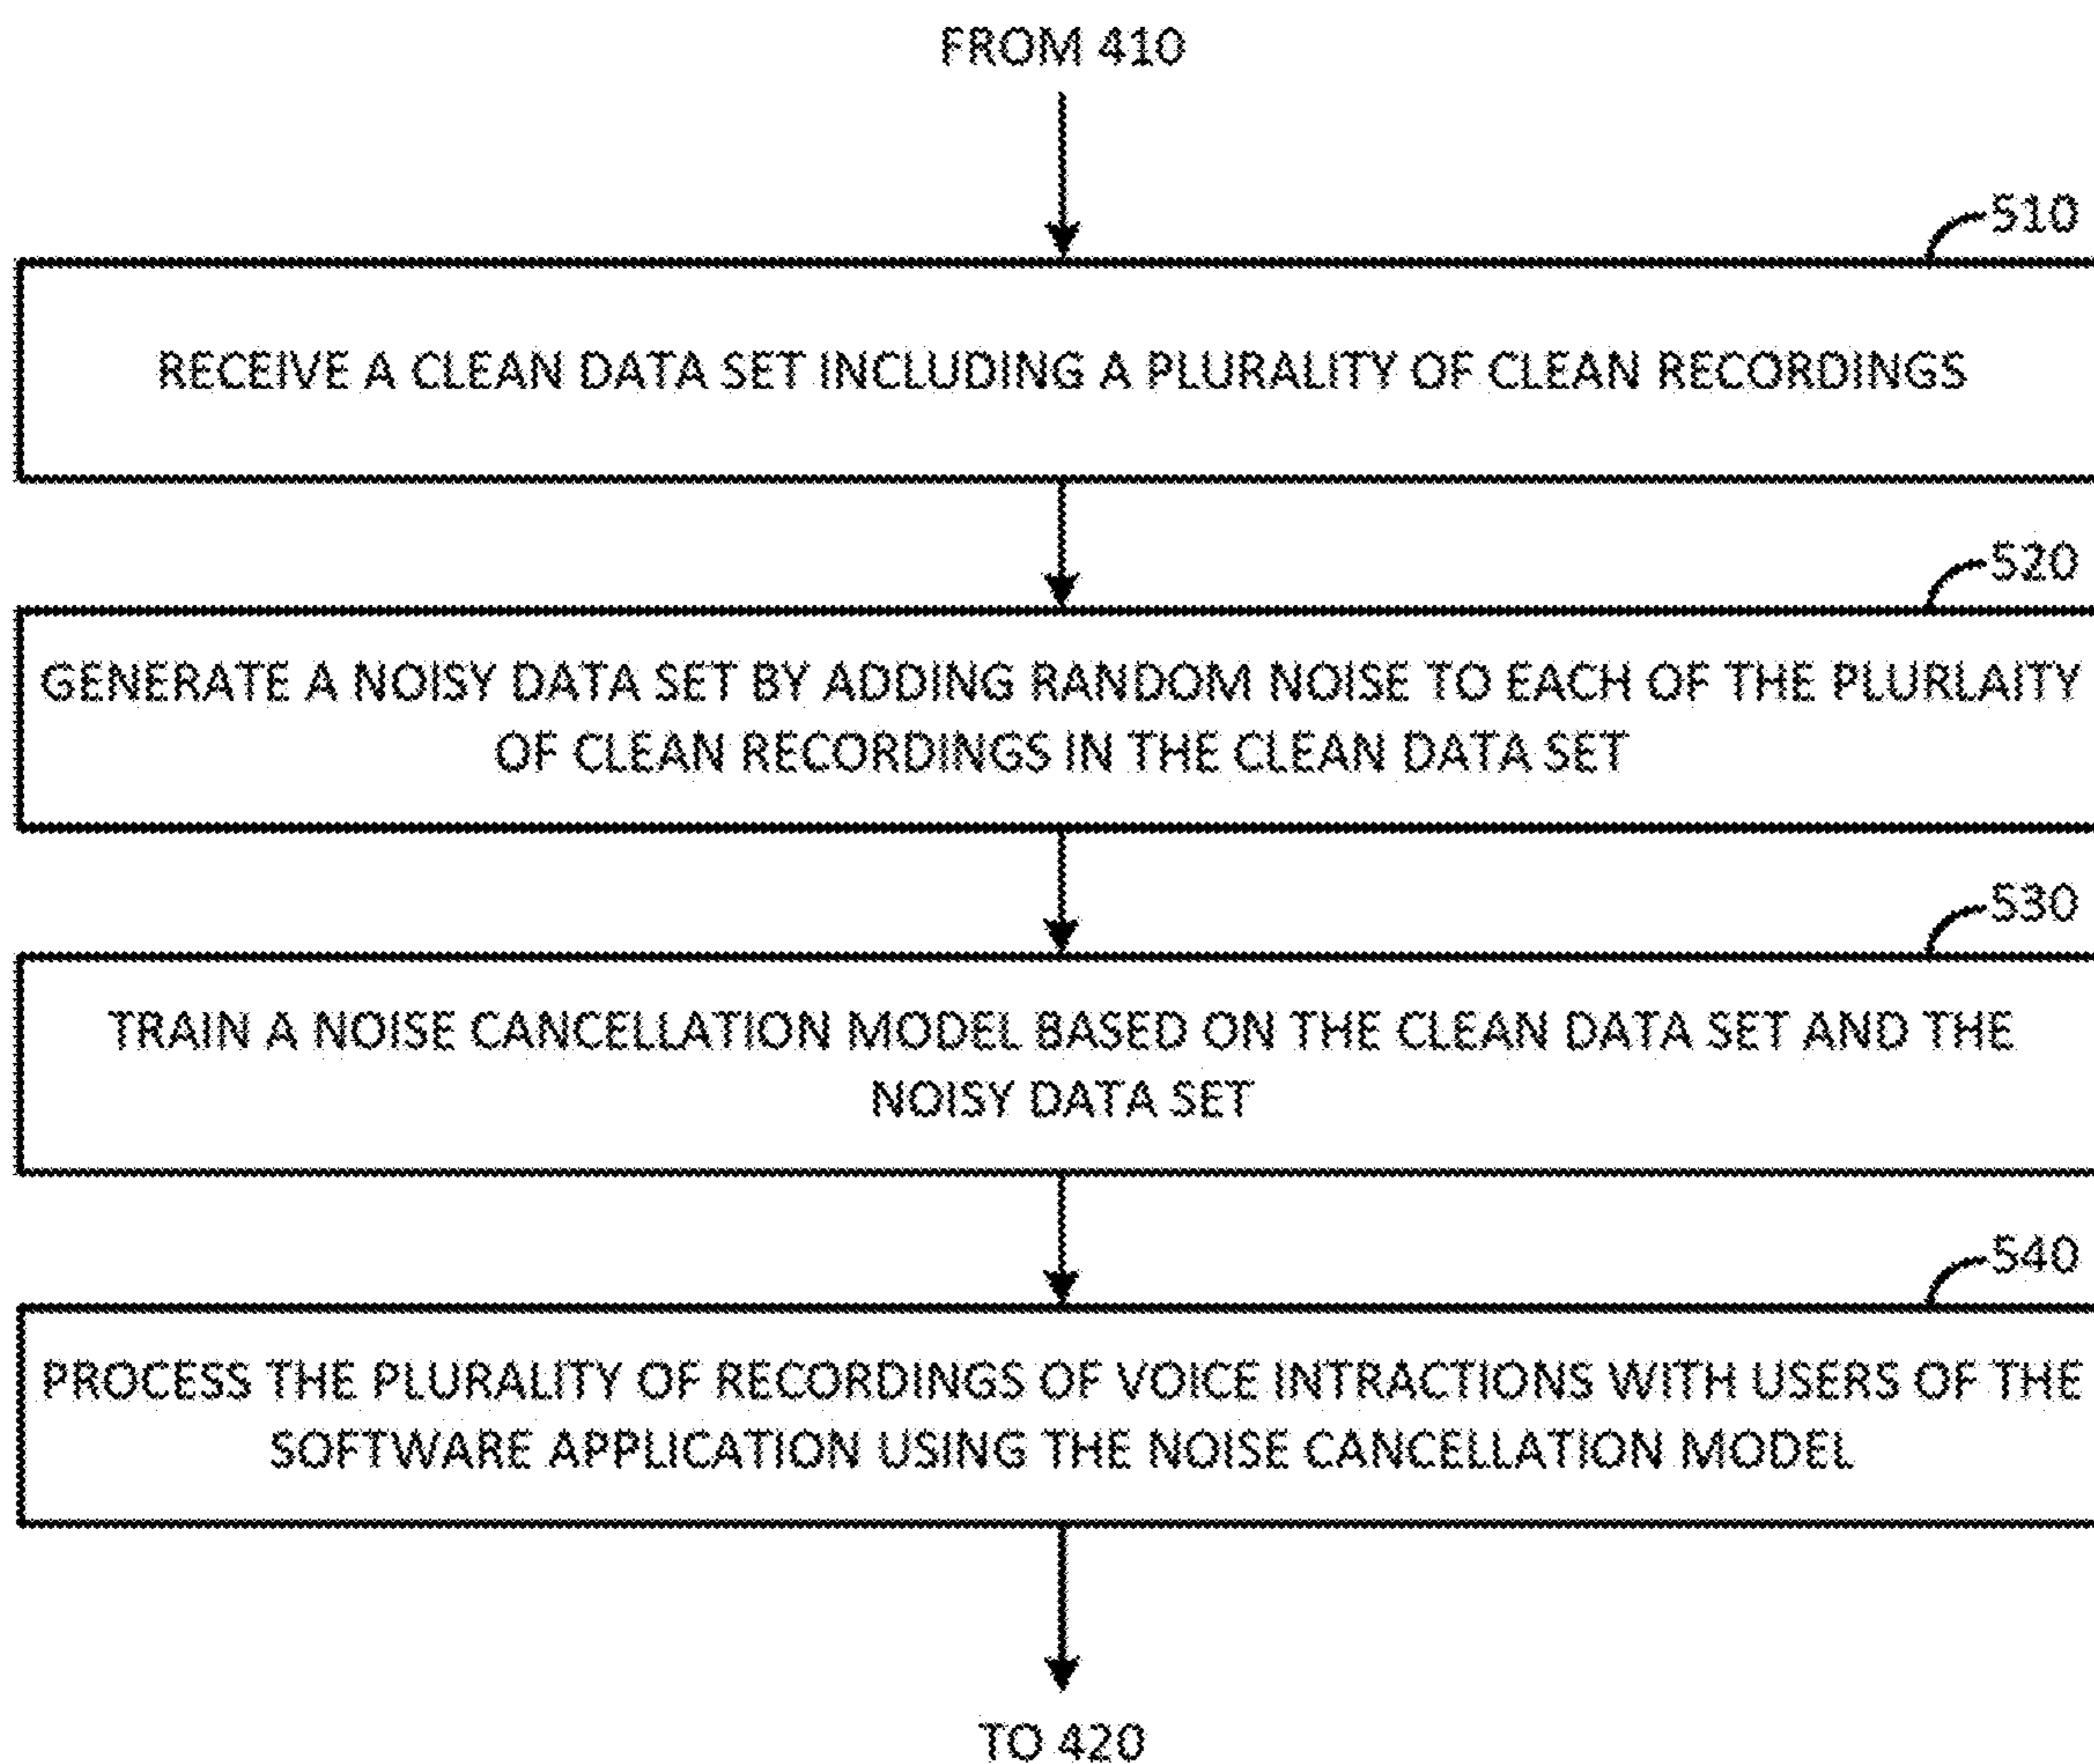 FROM 410
510
RECEIVE A CLEAN DATA SET INCLUDING A PLURALITY OF CLEAN RECORDINGS
520
GENERATE A NOISY DATA SET BY ADDING RANDOM NOISE TO EACH OF THE PLURLAITY
OF CLEAN RECORDINGS IN THE CLEAN DATA SET
530
TRAIN A NOISE CANCELLATION MODEL BASED ON THE CLEAN DATA SET AND THE
NOISY DATA SET
540
PROCESS THE PLURALITY OF RECORDINGS OF VOICE INTRACTIONS WITH USERS OF THE
SOFTWARE APPLICATION USING THE NOISE CANCELLATION MODEL
TO 420